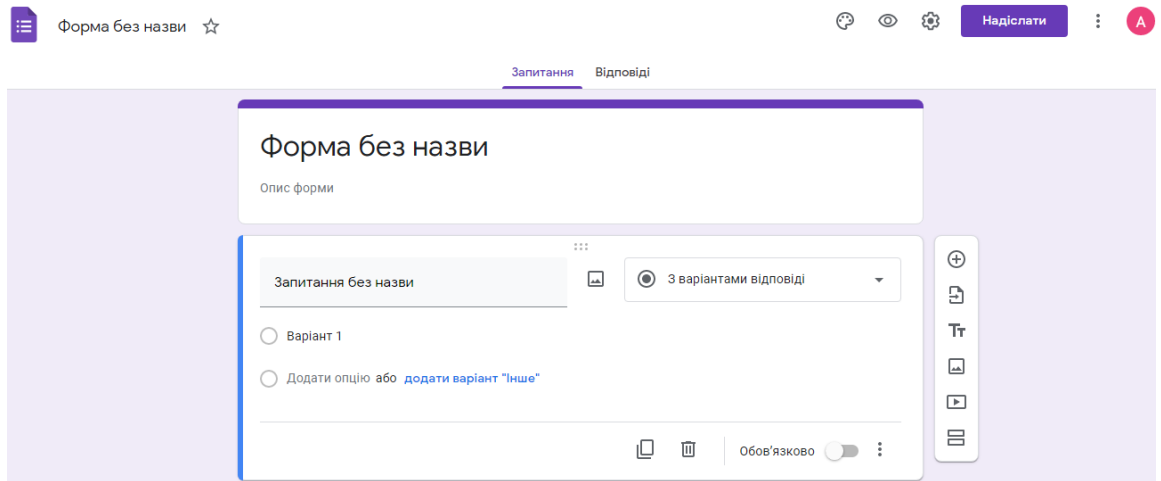 Форма без назви
Надіслати
A
Запитання Відповіді
Форма без назви
Опис форми
Запитання без назви
З варіантами відповіді
Варіант 1
Додати опцію або додати варіант "Інше"
Обов'язково